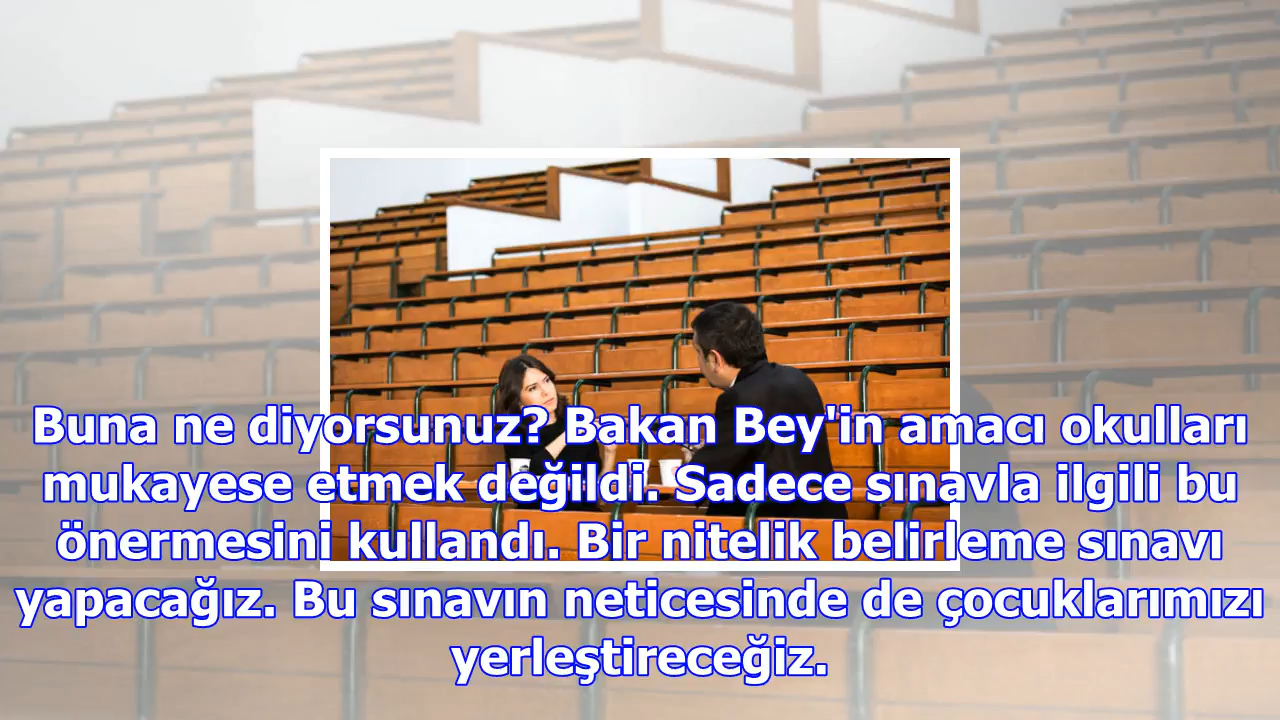 Buna ne diyorsunuz? Bakan Bey'in amacı okulları
mukayese etmek değildi. Sadece sınavla ilgili bu
önermesini kullandı. Bir nitelik belirleme sınavı
yapacağız. Bu sınavın neticesinde de çocuklarımızı
yerleştireceğiz.